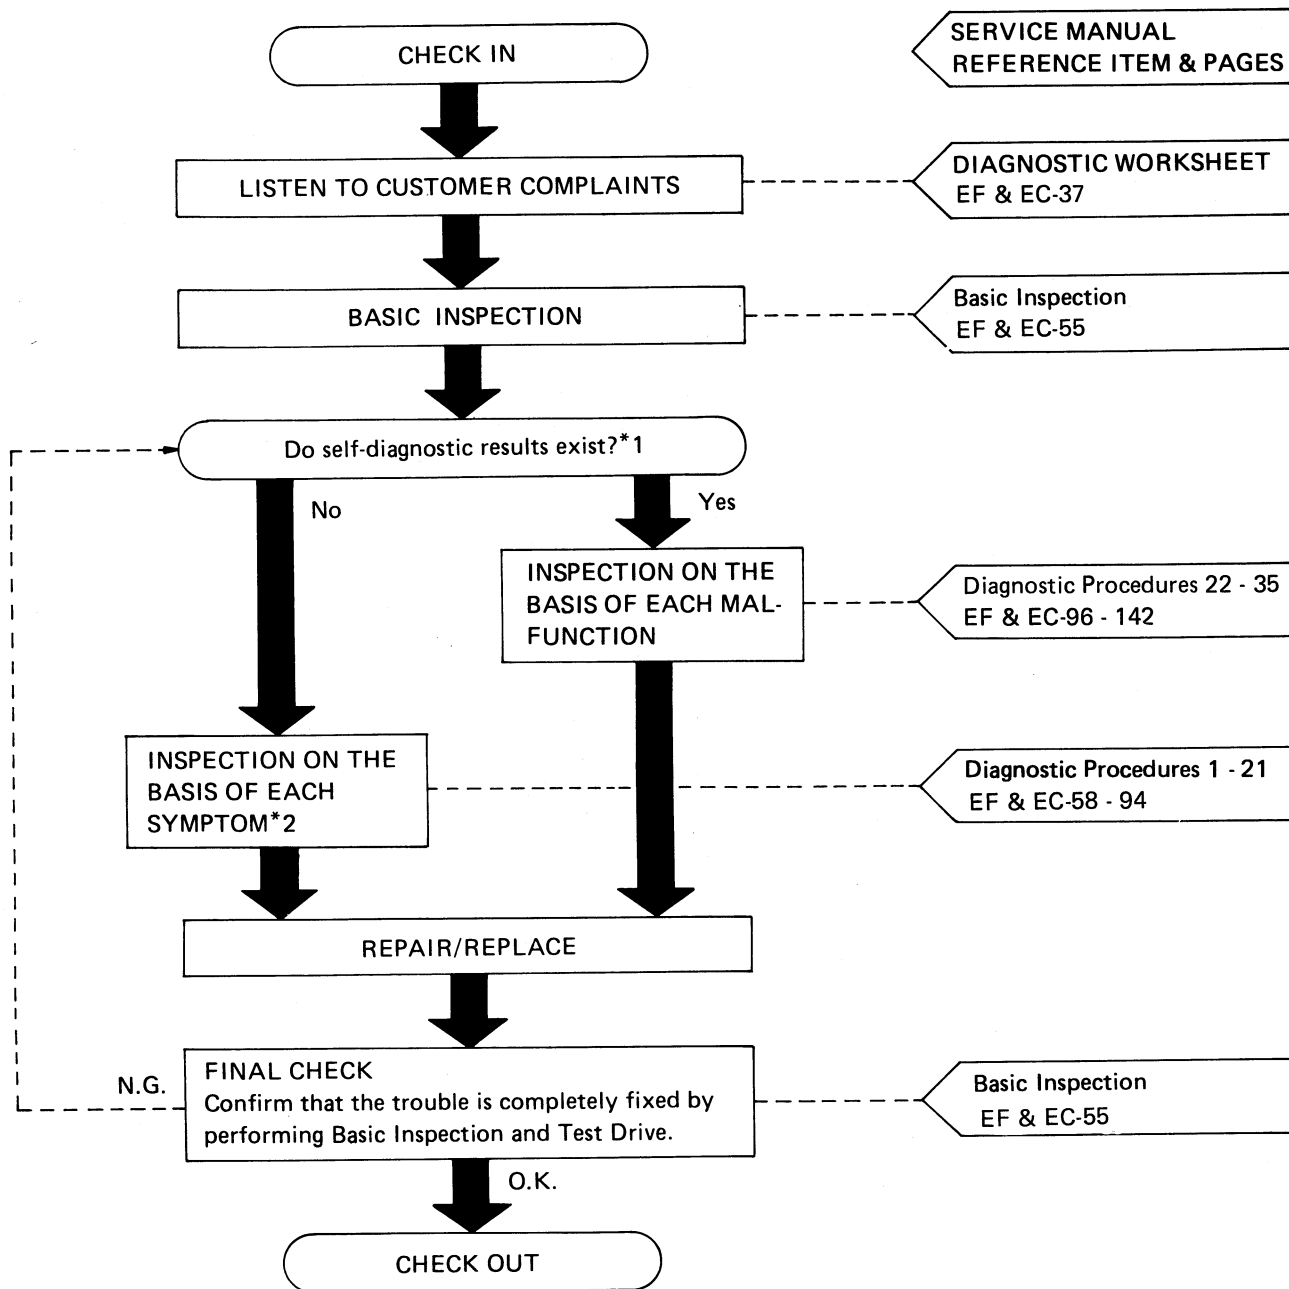 CHECK IN
SERVICE MANUAL
REFERENCE ITEM & PAGES
LISTEN TO CUSTOMER COMPLAINTS
DIAGNOSTIC WORKSHEET
EF & EC-37
BASIC INSPECTION
Basic Inspection
EF & EC-55
Do self-diagnostic results exist?*1
No
Yes
INSPECTION ON THE
BASIS OF EACH MAL-
FUNCTION
Diagnostic Procedures 22 - 35
EF & EC-96 - 142
INSPECTION ON THE
BASIS OF EACH
SYMPTOM*2
Diagnostic Procedures 1 - 21
EF & EC-58 - 94
REPAIR/REPLACE
N.G.
FINAL CHECK
Confirm that the trouble is completely fixed by
performing Basic Inspection and Test Drive.
Basic Inspection
EF & EC-55
O.K.
CHECK OUT